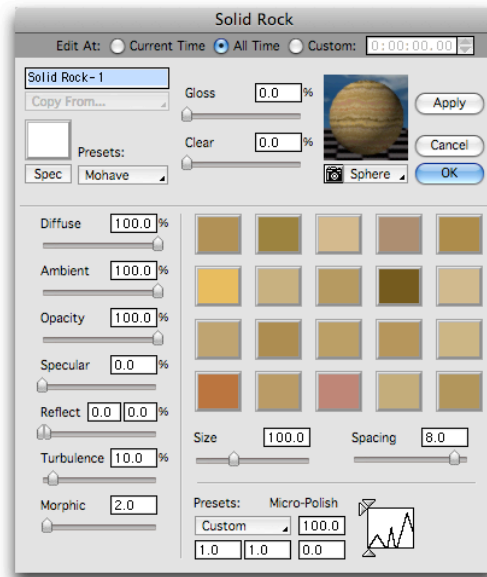 Solid Rock
Edit At: Current Time All Time Custom: 0:00:00.00
Solid Rock-1
Copy From...
Gloss 0.0 %
Apply
Clear 0.0 %
Cancel
Presets:
Spec Mohave
Sphere
OK
Diffuse 100.0 %
Ambient 100.0 %
Opacity 100.0 %
Specular 0.0 %
Reflect 0.0 0.0 %
Turbulence 10.0 %
Morphic 2.0
Size 100.0 Spacing 8.0
Presets: Micro-Polish
Custom 100.0
1.0 1.0 0.0